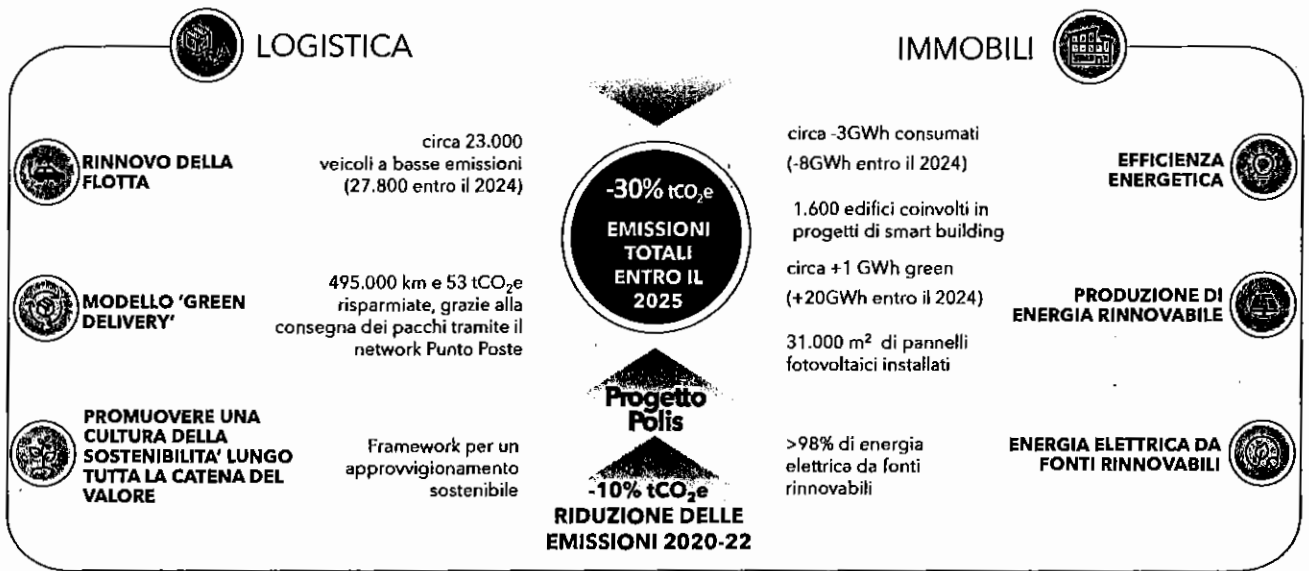 LOGISTICA
RINNOVO DELLA
FLOTTA
circa 23.000
veicoli a basse emissioni
(27.800 entro il 2024)
MODELLO 'GREEN
DELIVERY'
495.000 km e 53 tCO₂e
risparmiate, grazie alla
consegna dei pacchi tramite il
network Punto Poste
PROMUOVERE UNA
CULTURA DELLA
SOSTENIBILITA' LUNGO
TUTTA LA CATENA DEL
VALORE
Framework per un
approvvigionamento
sostenibile
-30% tCO₂e
EMISSIONI
TOTALI
ENTRO IL
2025
Progetto
Polis
-10% tCO₂e
RIDUZIONE DELLE
EMISSIONI 2020-22
IMMOBILI
circa -3GWh consumati
(-8GWh entro il 2024)
1.600 edifici coinvolti in
progetti di smart building
EFFICIENZA
ENERGETICA
circa +1 GWh green
(+20GWh entro il 2024)
31.000 m² di pannelli
fotovoltaici installati
PRODUZIONE DI
ENERGIA RINNOVABILE
>98% di energia
elettrica da fonti
rinnovabili
ENERGIA ELETTRICA DA
FONTI RINNOVABILI